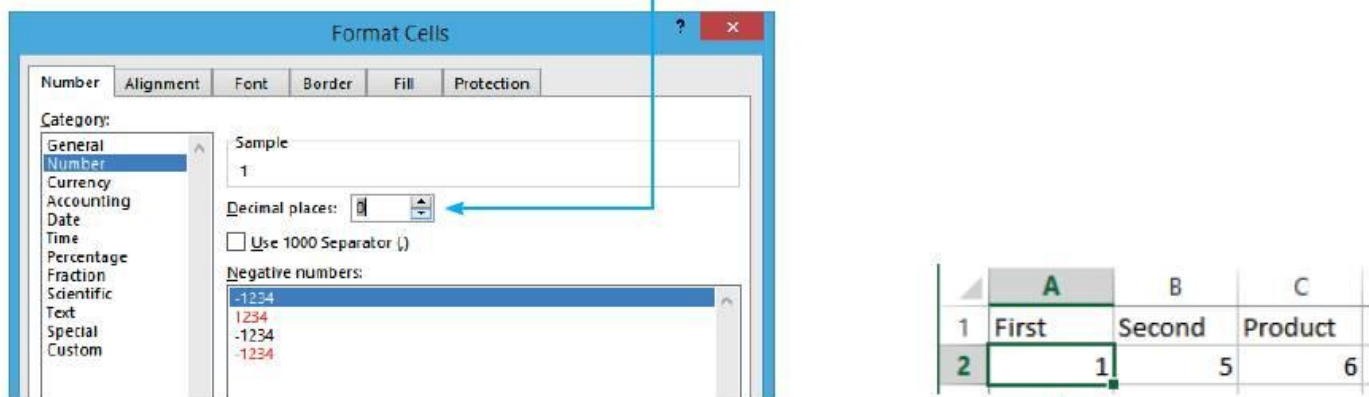 Format Cells ? ×
Number Alignment Font Border Fill Protection
Category:
General
Number
Currency
Accounting
Date
Time
Percentage
Fraction
Scientific
Text
Special
Custom
Sample
1
Decimal places: 0
Use 1000 Separator (,)
Negative numbers:
-1234
1234
-1234
-1234
A B C
1 First Second Product
2 1 5 6